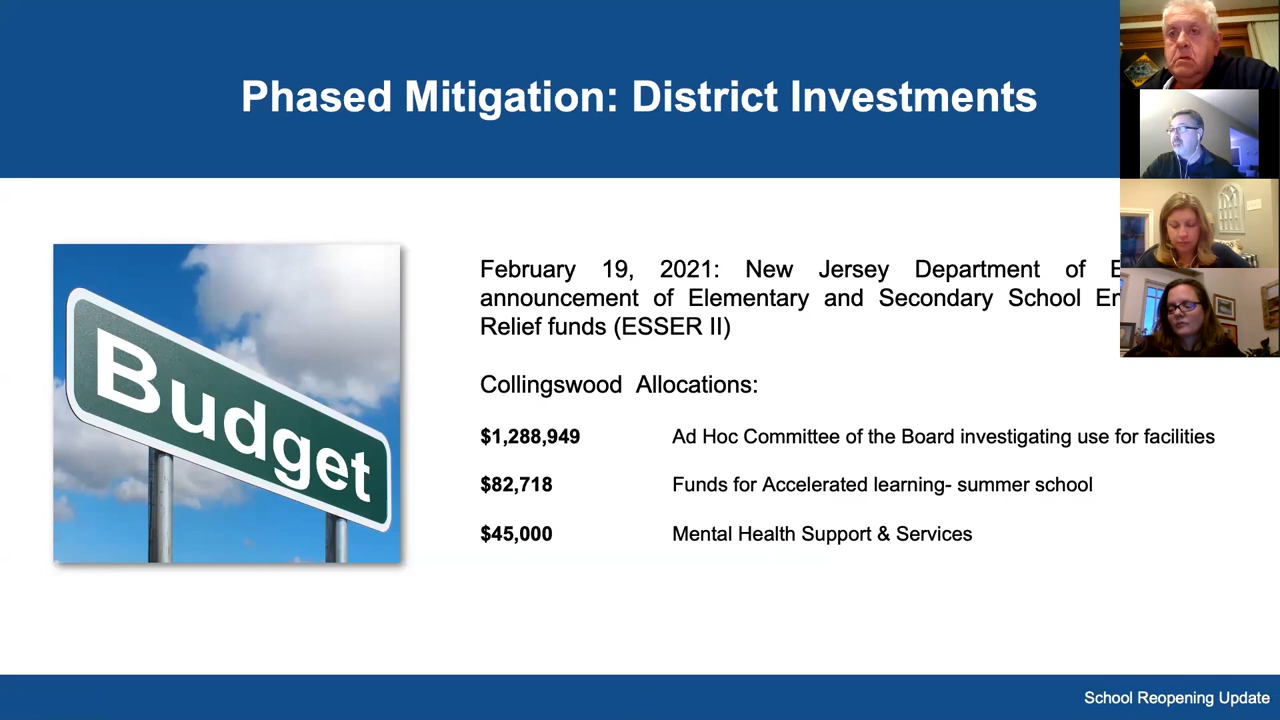 Phased Mitigation: District Investments
Budget
February 19, 2021: New Jersey Department of
announcement of Elementary and Secondary School
Relief funds (ESSER II)
Collingswood Allocations:
$1,288,949 Ad Hoc Committee of the Board investigating use for facilities
$82,718 Funds for Accelerated learning- summer school
$45,000 Mental Health Support & Services
School Reopening Update